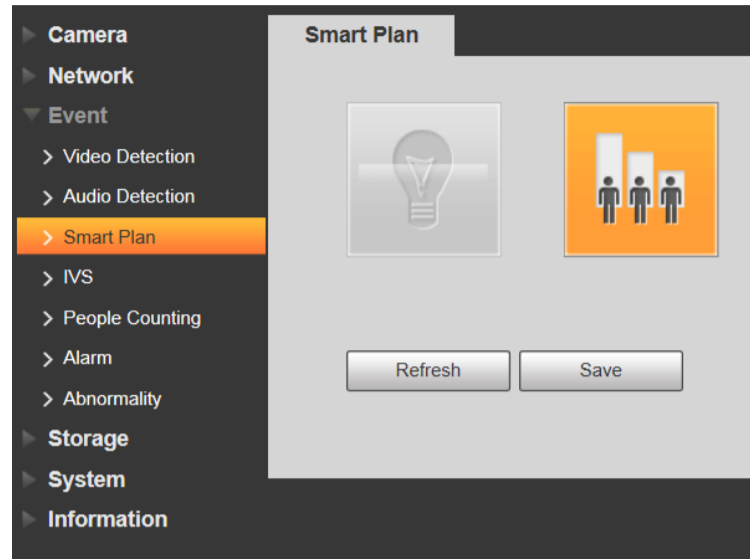 Camera
Network
Event
Video Detection
Audio Detection
Smart Plan
IVS
People Counting
Alarm
Abnormality
Storage
System
Information
Smart Plan
Refresh
Save